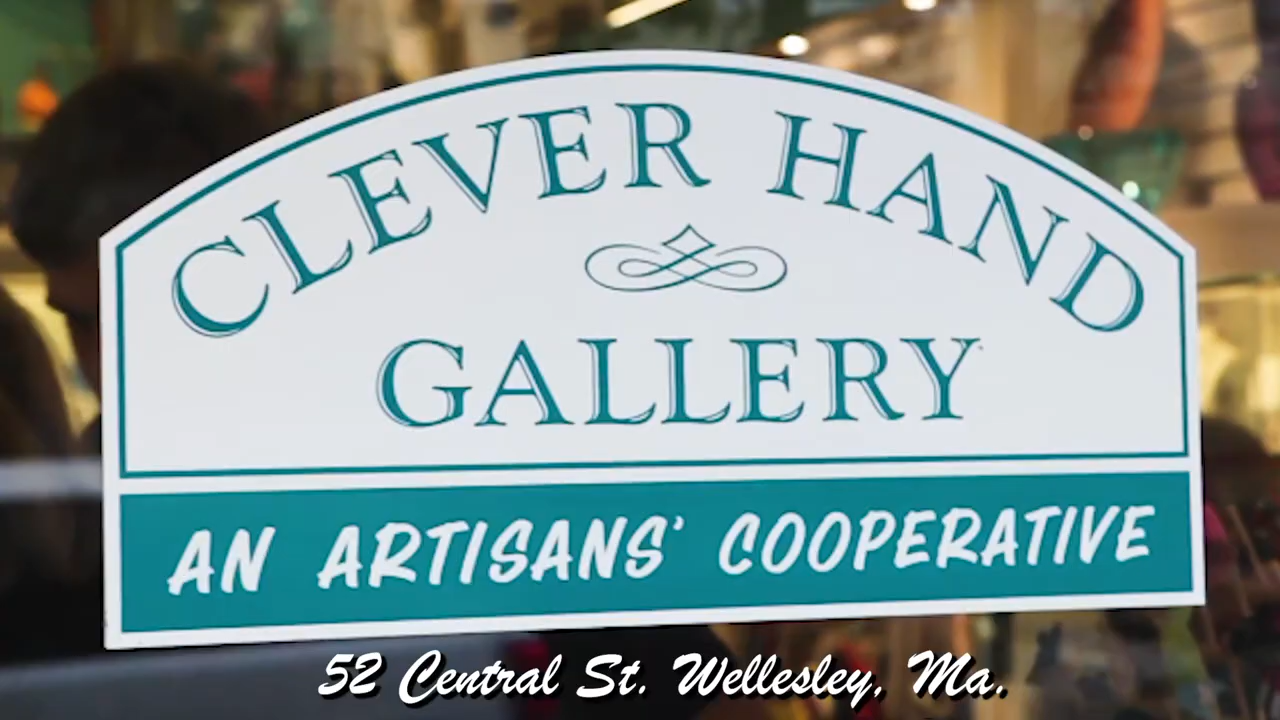 CLEVER HAND
GALLERY
AN ARTISANS' COOPERATIVE
52 Central St. Wellesley, Ma.